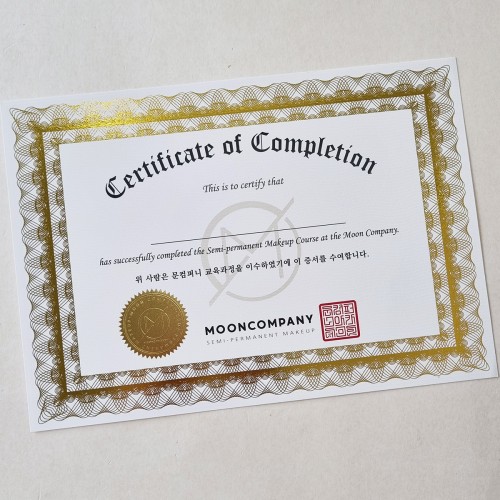 Certificate of Completion
This is to certify that
has successfully completed the Semi-permanent Makeup Course at the Moon Company.
위 사람은 문컴퍼니 교육과정을 이수하였기에 이 증서를 수여합니다.
MOONCOMPANY
SEMI-PERMANENT MAKEUP